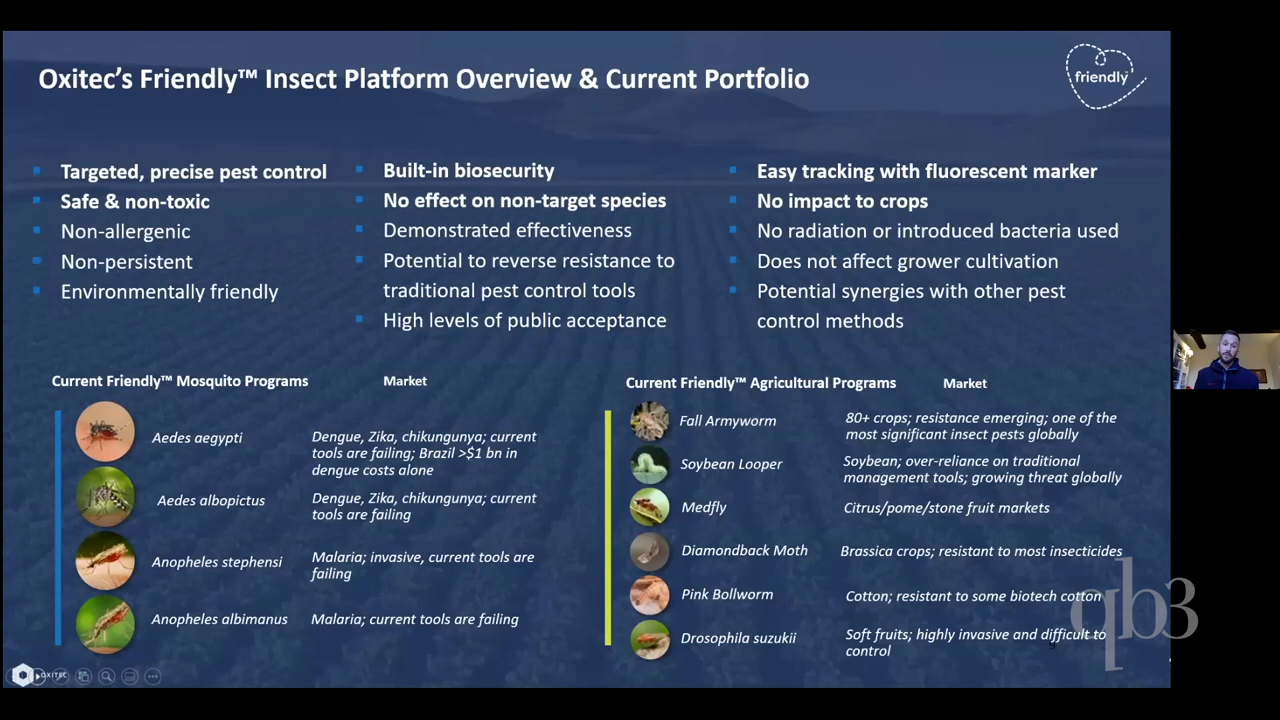 Oxitec's Friendly™ Insect Platform Overview & Current Portfolio
friendly
Targeted, precise pest control
Safe & non-toxic
Non-allergenic
Non-persistent
Environmentally friendly
Built-in biosecurity
No effect on non-target species
Demonstrated effectiveness
Potential to reverse resistance to
traditional pest control tools
High levels of public acceptance
Easy tracking with fluorescent marker
No impact to crops
No radiation or introduced bacteria used
Does not affect grower cultivation
Potential synergies with other pest
control methods
Current Friendly™ Mosquito Programs
Market
Aedes aegypti
Dengue, Zika, chikungunya; current
tools are failing; Brazil >$1 bn in
dengue costs alone
Aedes albopictus
Dengue, Zika, chikungunya; current
tools are failing
Anopheles stephensi
Malaria; invasive, current tools are
failing
Anopheles albimanus
Malaria; current tools are failing
Current Friendly™ Agricultural Programs
Market
Fall Armyworm
80+ crops; resistance emerging; one of the
most significant insect pests globally
Soybean Looper
Soybean; over-reliance on traditional
management tools; growing threat globally
Medfly
Citrus/pome/stone fruit markets
Diamondback Moth
Brassica crops; resistant to most insecticides
Pink Bollworm
Cotton; resistant to some biotech cotton
Drosophila suzukii
Soft fruits; highly invasive and difficult to
control
OXITEC
qb3